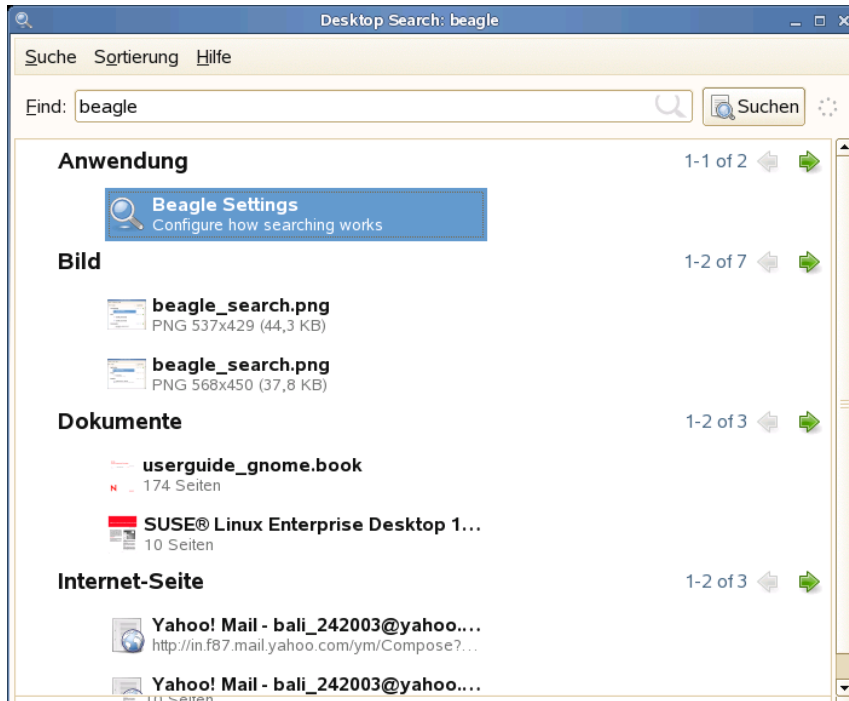 Desktop Search: beagle
Suche Sortierung Hilfe
Find: beagle Suchen
Anwendung 1-1 of 2
Beagle Settings
Configure how searching works
Bild 1-2 of 7
beagle_search.png
PNG 537x429 (44,3 KB)
beagle_search.png
PNG 568x450 (37,8 KB)
Dokumente 1-2 of 3
userguide_gnome.book
174 Seiten
SUSE® Linux Enterprise Desktop 1...
10 Seiten
Internet-Seite 1-2 of 3
Yahoo! Mail - bali_242003@yahoo....
http://in.f87.mail.yahoo.com/ym/Compose?...
Yahoo! Mail - bali_242003@yahoo....
10 Seiten